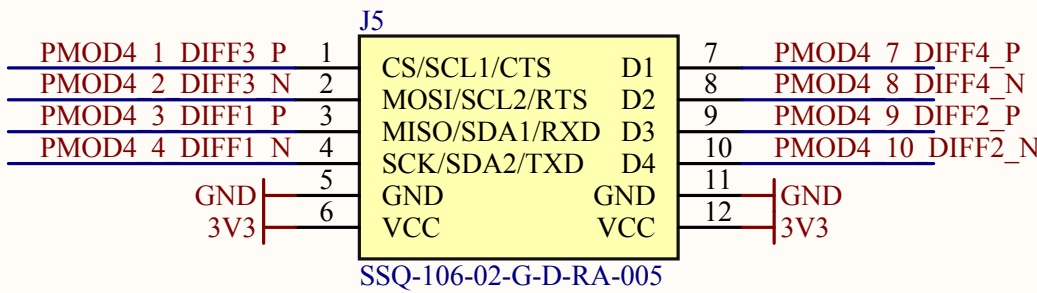 J5
PMOD4_1_DIFF3_P 1 CS/SCL1/CTS D1 7 PMOD4_7_DIFF4_P
PMOD4_2_DIFF3_N 2 MOSI/SCL2/RTS D2 8 PMOD4_8_DIFF4_N
PMOD4_3_DIFF1_P 3 MISO/SDA1/RXD D3 9 PMOD4_9_DIFF2_P
PMOD4_4_DIFF1_N 4 SCK/SDA2/TXD D4 10 PMOD4_10_DIFF2_N
GND 5 GND GND 11 GND
3V3 6 VCC VCC 12 3V3
SSQ-106-02-G-D-RA-005